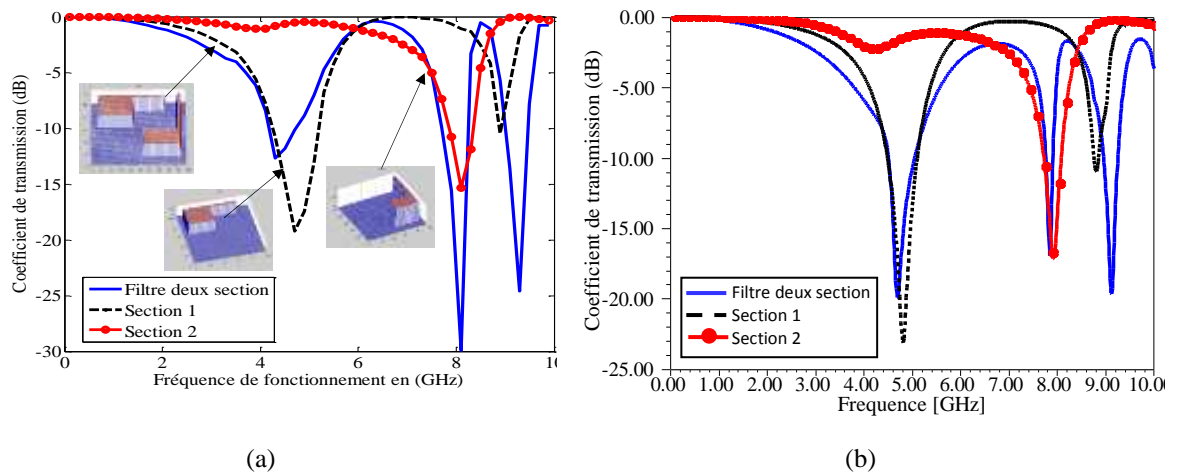 (a)
Coefficient de transmission (dB)
0
-5
-10
-15
-20
-25
-30
0
2
4
6
8
10
Filtre deux section
Section 1
Section 2
Fréquence de fonctionnement en (GHz)
(b)
Coefficient de transmission (dB)
0.00
-5.00
-10.00
-15.00
-20.00
-25.00
0.00 1.00 2.00 3.00 4.00 5.00 6.00 7.00 8.00 9.00 10.00
Filtre deux section
Section 1
Section 2
Frequence [GHz]